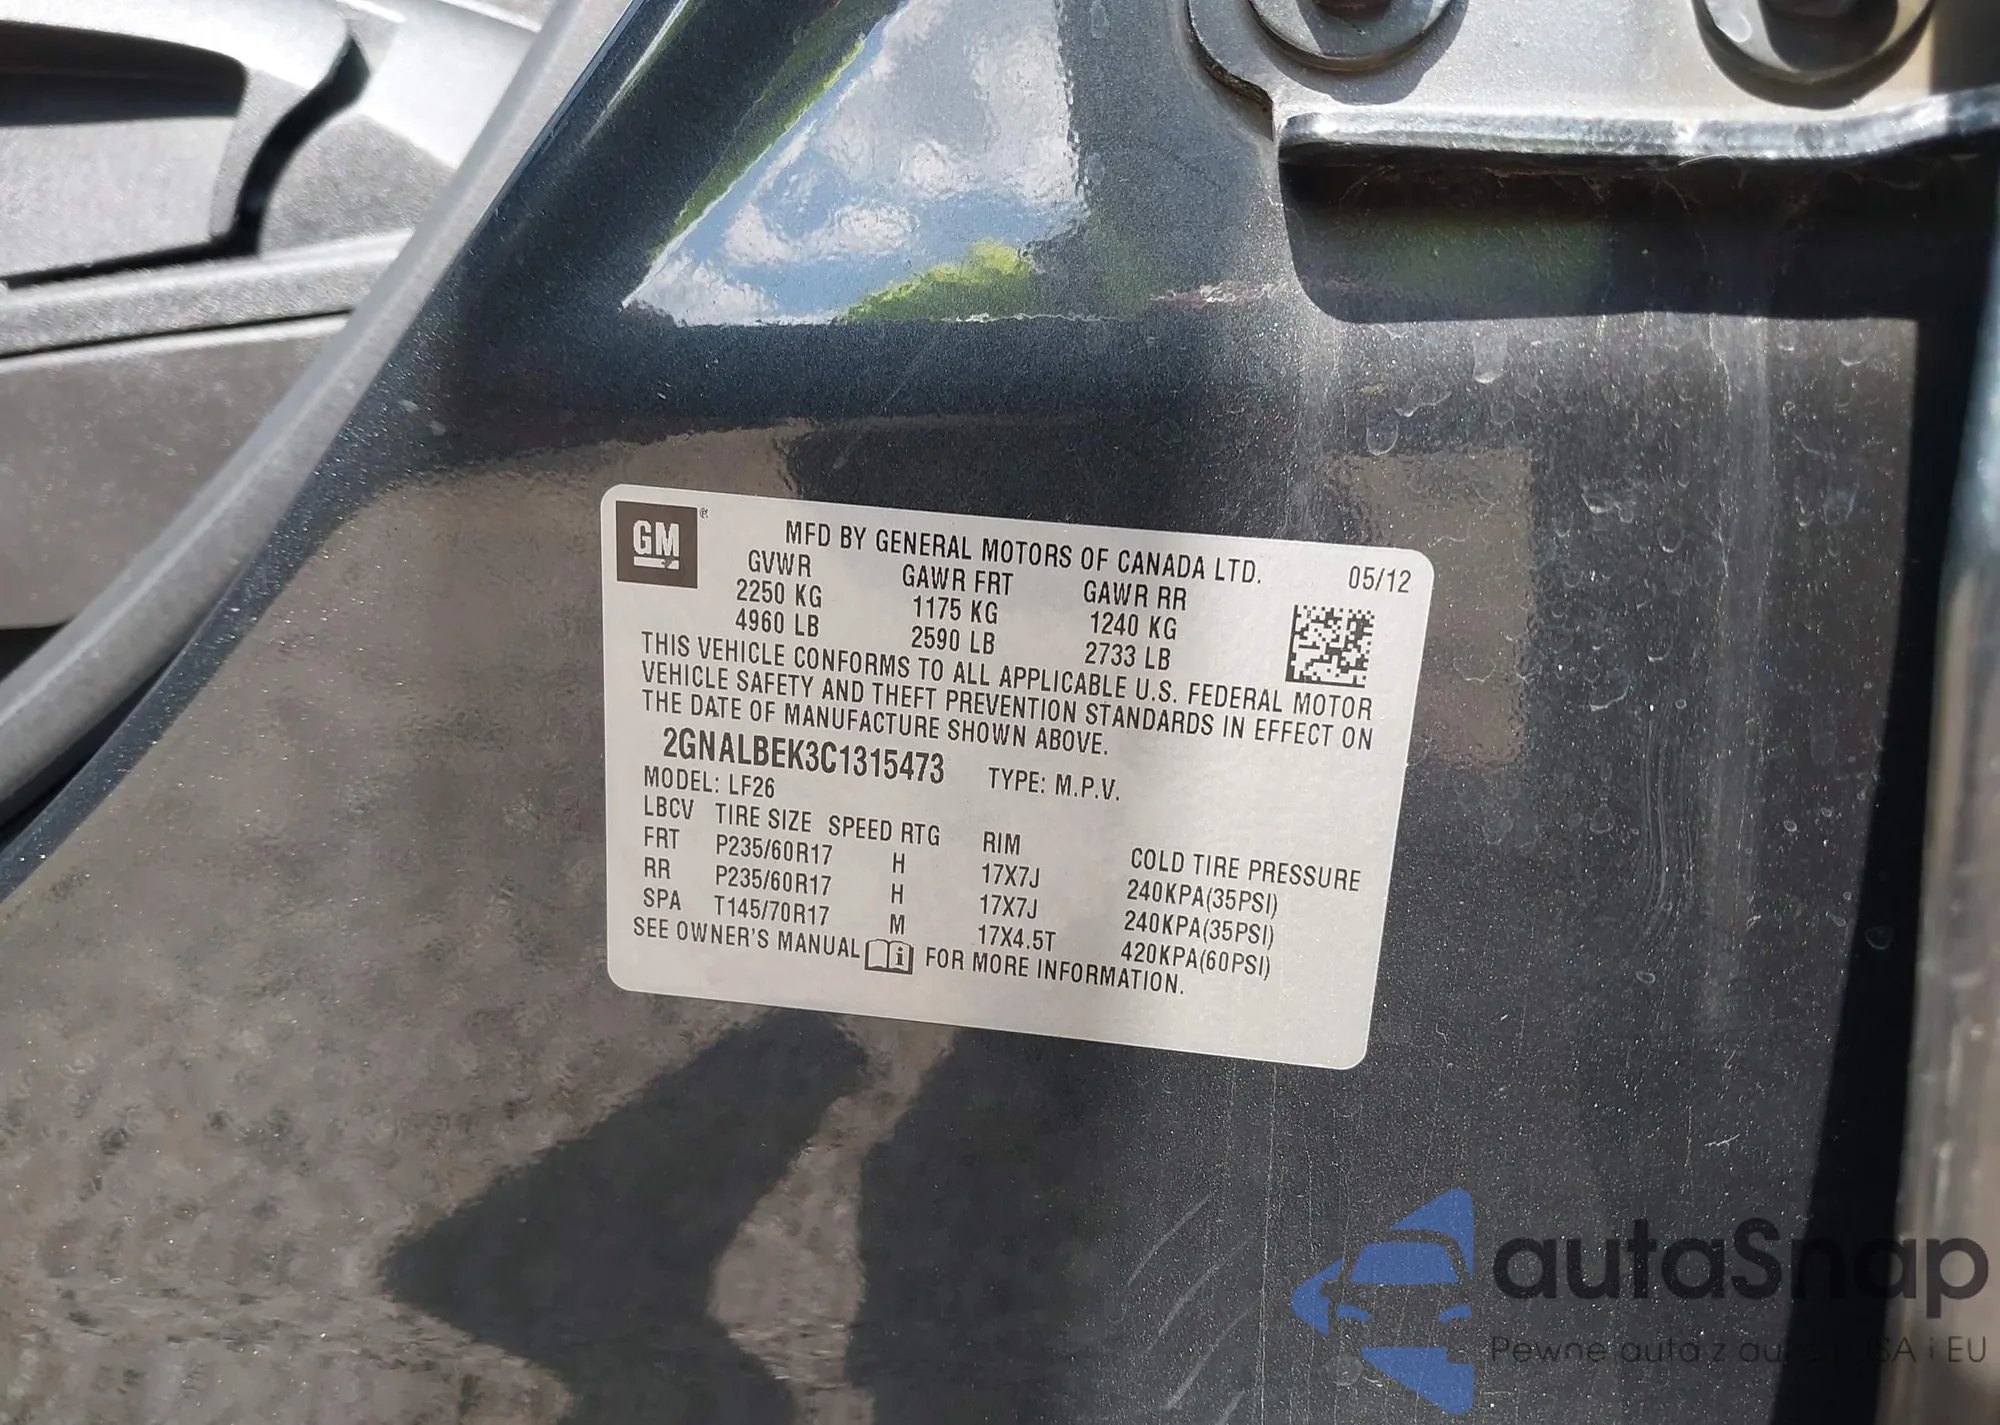 GM ®
MFD BY GENERAL MOTORS OF CANADA LTD.
05/12
GVWR GAWR FRT GAWR RR
2250 KG 1175 KG 1240 KG
4960 LB 2590 LB 2733 LB
THIS VEHICLE CONFORMS TO ALL APPLICABLE U.S. FEDERAL MOTOR
VEHICLE SAFETY AND THEFT PREVENTION STANDARDS IN EFFECT ON
THE DATE OF MANUFACTURE SHOWN ABOVE.
2GNALBEK3C1315473 TYPE: M.P.V.
MODEL: LF26
LBCV TIRE SIZE SPEED RTG RIM COLD TIRE PRESSURE
FRT P235/60R17 H 17X7J 240KPA(35PSI)
RR P235/60R17 H 17X7J 240KPA(35PSI)
SPA T145/70R17 M 17X4.5T 420KPA(60PSI)
SEE OWNER'S MANUAL i FOR MORE INFORMATION.
autaSnap
Pewne auta z USA i EU